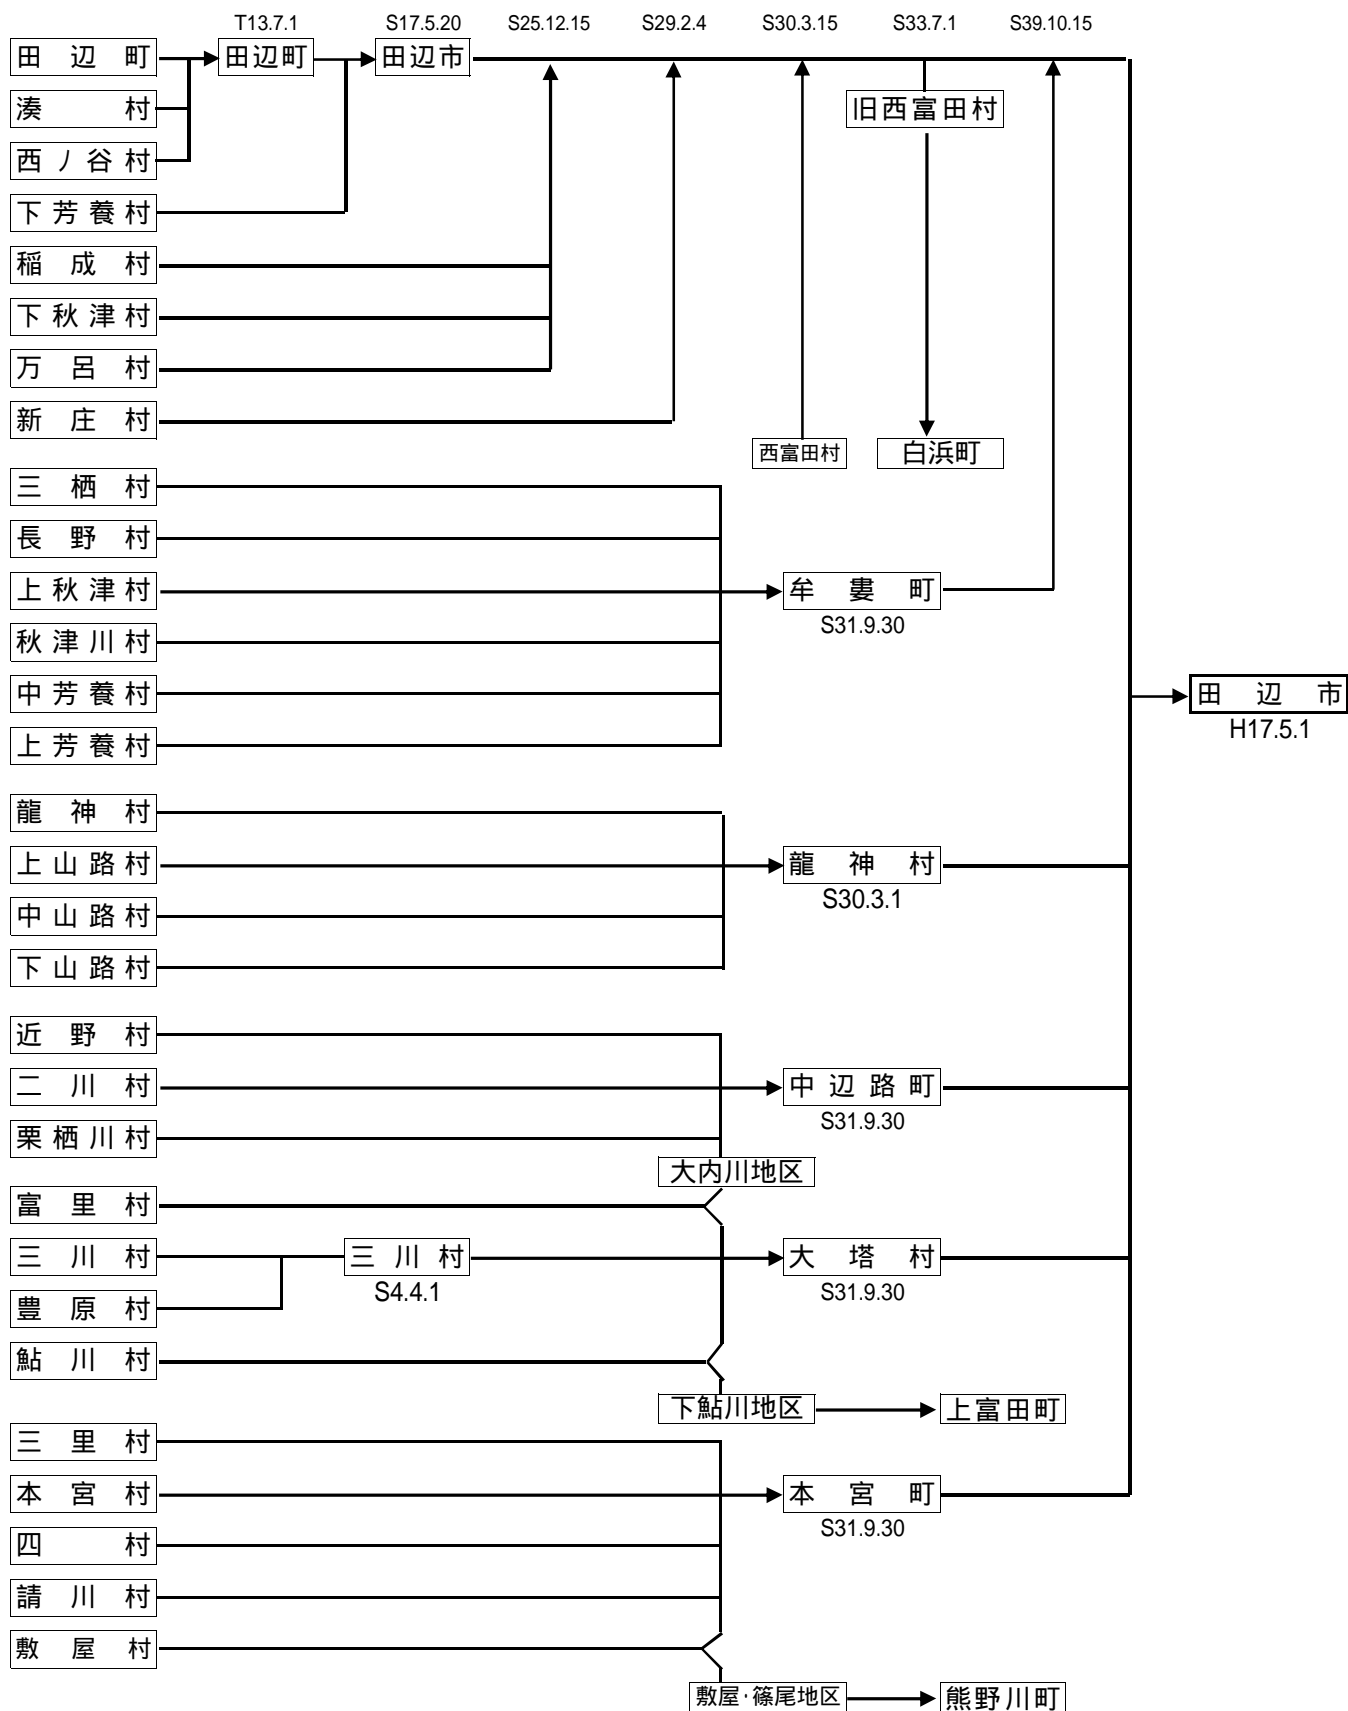 T13.7.1 S17.5.20 S25.12.15 S29.2.4 S30.3.15 S33.7.1 S39.10.15
田辺町 田辺町 田辺市
湊村 旧西富田村
西ノ谷村
下芳養村
稲成村
下秋津村
万呂村
新庄村
西富田村 白浜町
三栖村
長野村
上秋津村 牟婁町
S31.9.30
秋津川村
中芳養村 田辺市
H17.5.1
上芳養村
龍神村
上山路村 龍神村
S30.3.1
中山路村
下山路村
近野村
二川村 中辺路町
S31.9.30
栗栖川村
大内川地区
富里村
三川村 三川村 大塔村
S4.4.1 S31.9.30
豊原村
鮎川村
下鮎川地区 上富田町
三里村
本宮村 本宮町
S31.9.30
四村
請川村
敷屋村
敷屋・篠尾地区 熊野川町